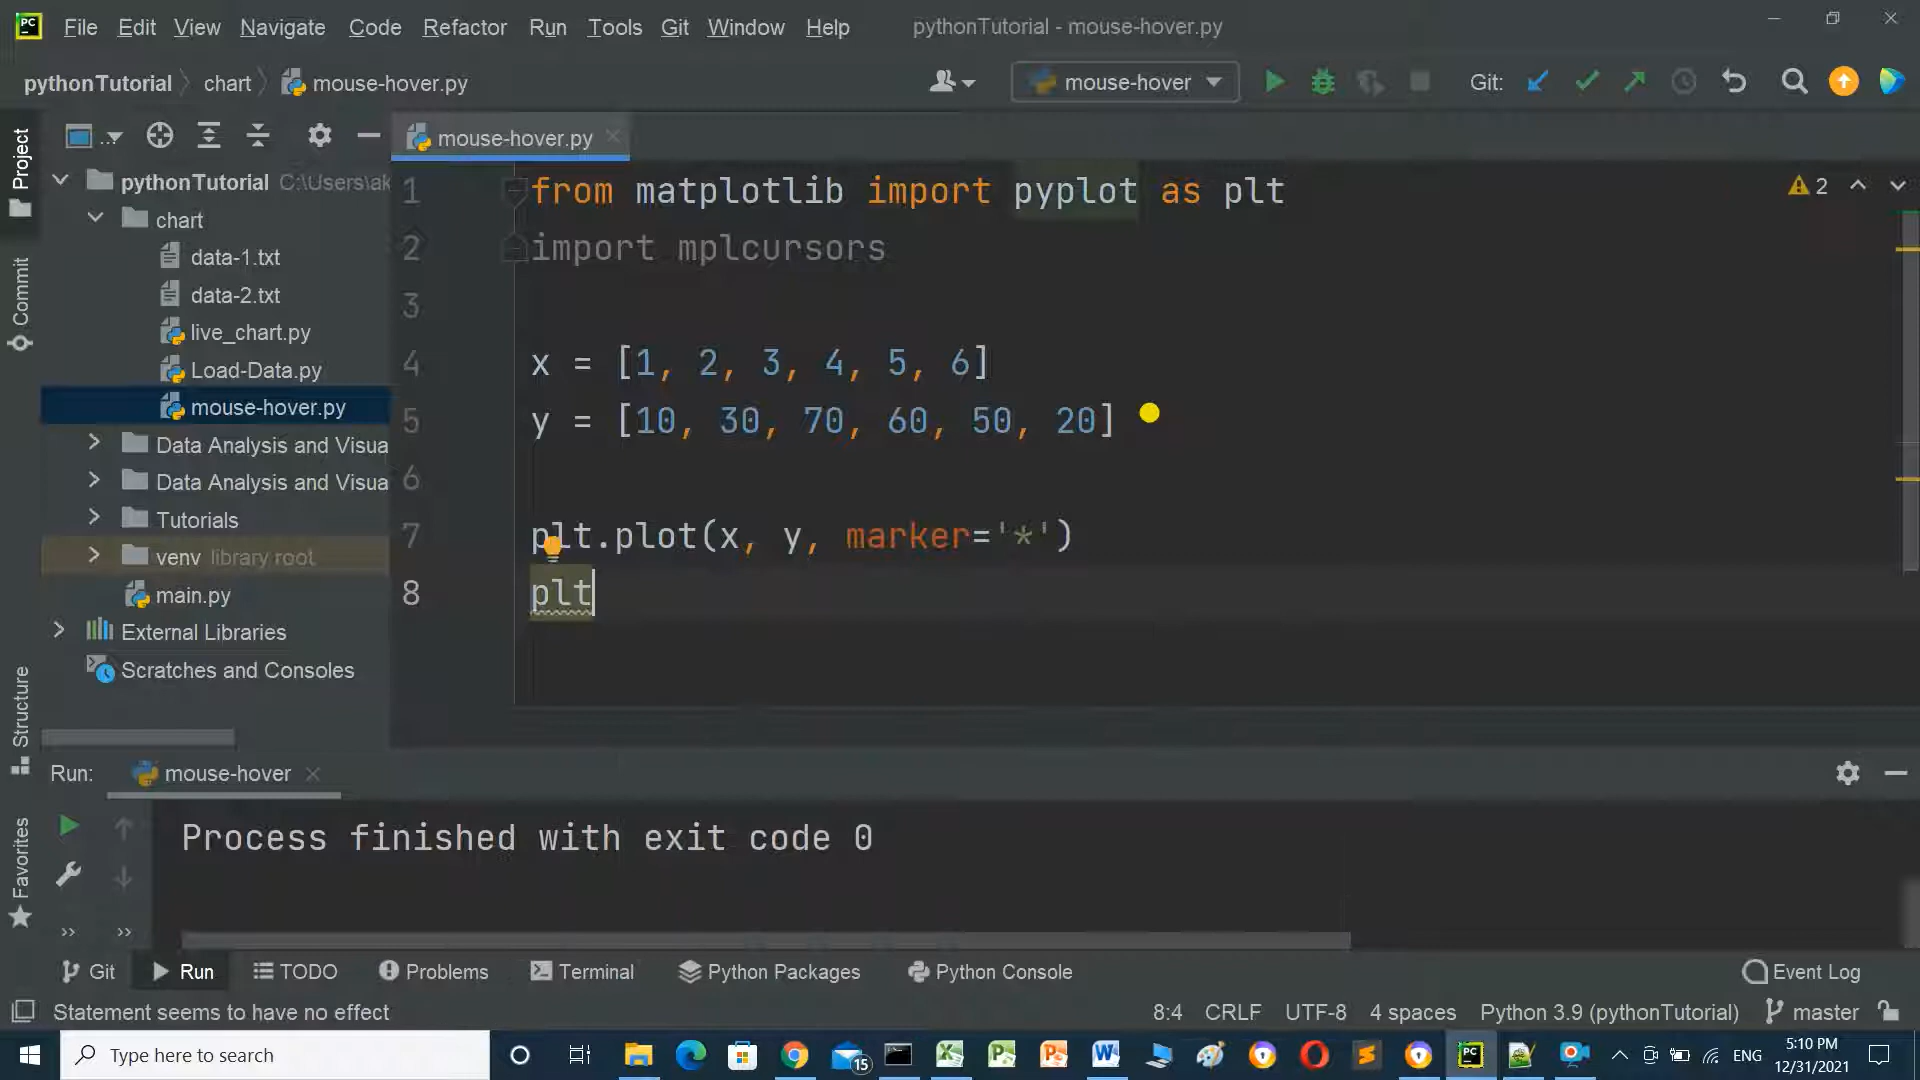 PC File Edit View Navigate Code Refactor Run Tools Git Window Help pythonTutorial - mouse-hover.py
pythonTutorial chart mouse-hover.py mouse-hover Git:
... mouse-hover.py
Project
Commit
Structure
Favorites
pythonTutorial C:\Users\ak
chart
data-1.txt
data-2.txt
live_chart.py
Load-Data.py
mouse-hover.py
Data Analysis and Visua
Data Analysis and Visua
Tutorials
venv library root
main.py
External Libraries
Scratches and Consoles
2
1 from matplotlib import pyplot as plt
2 import mplcursors
3
4 x = [1, 2, 3, 4, 5, 6]
5 y = [10, 30, 70, 60, 50, 20]
6
7 plt.plot(x, y, marker='*')
8 plt
Run: mouse-hover
Process finished with exit code 0
Git Run TODO Problems Terminal Python Packages Python Console Event Log
Statement seems to have no effect 8:4 CRLF UTF-8 4 spaces Python 3.9 (pythonTutorial) master
Type here to search 15 PC ENG 5:10 PM
12/31/2021